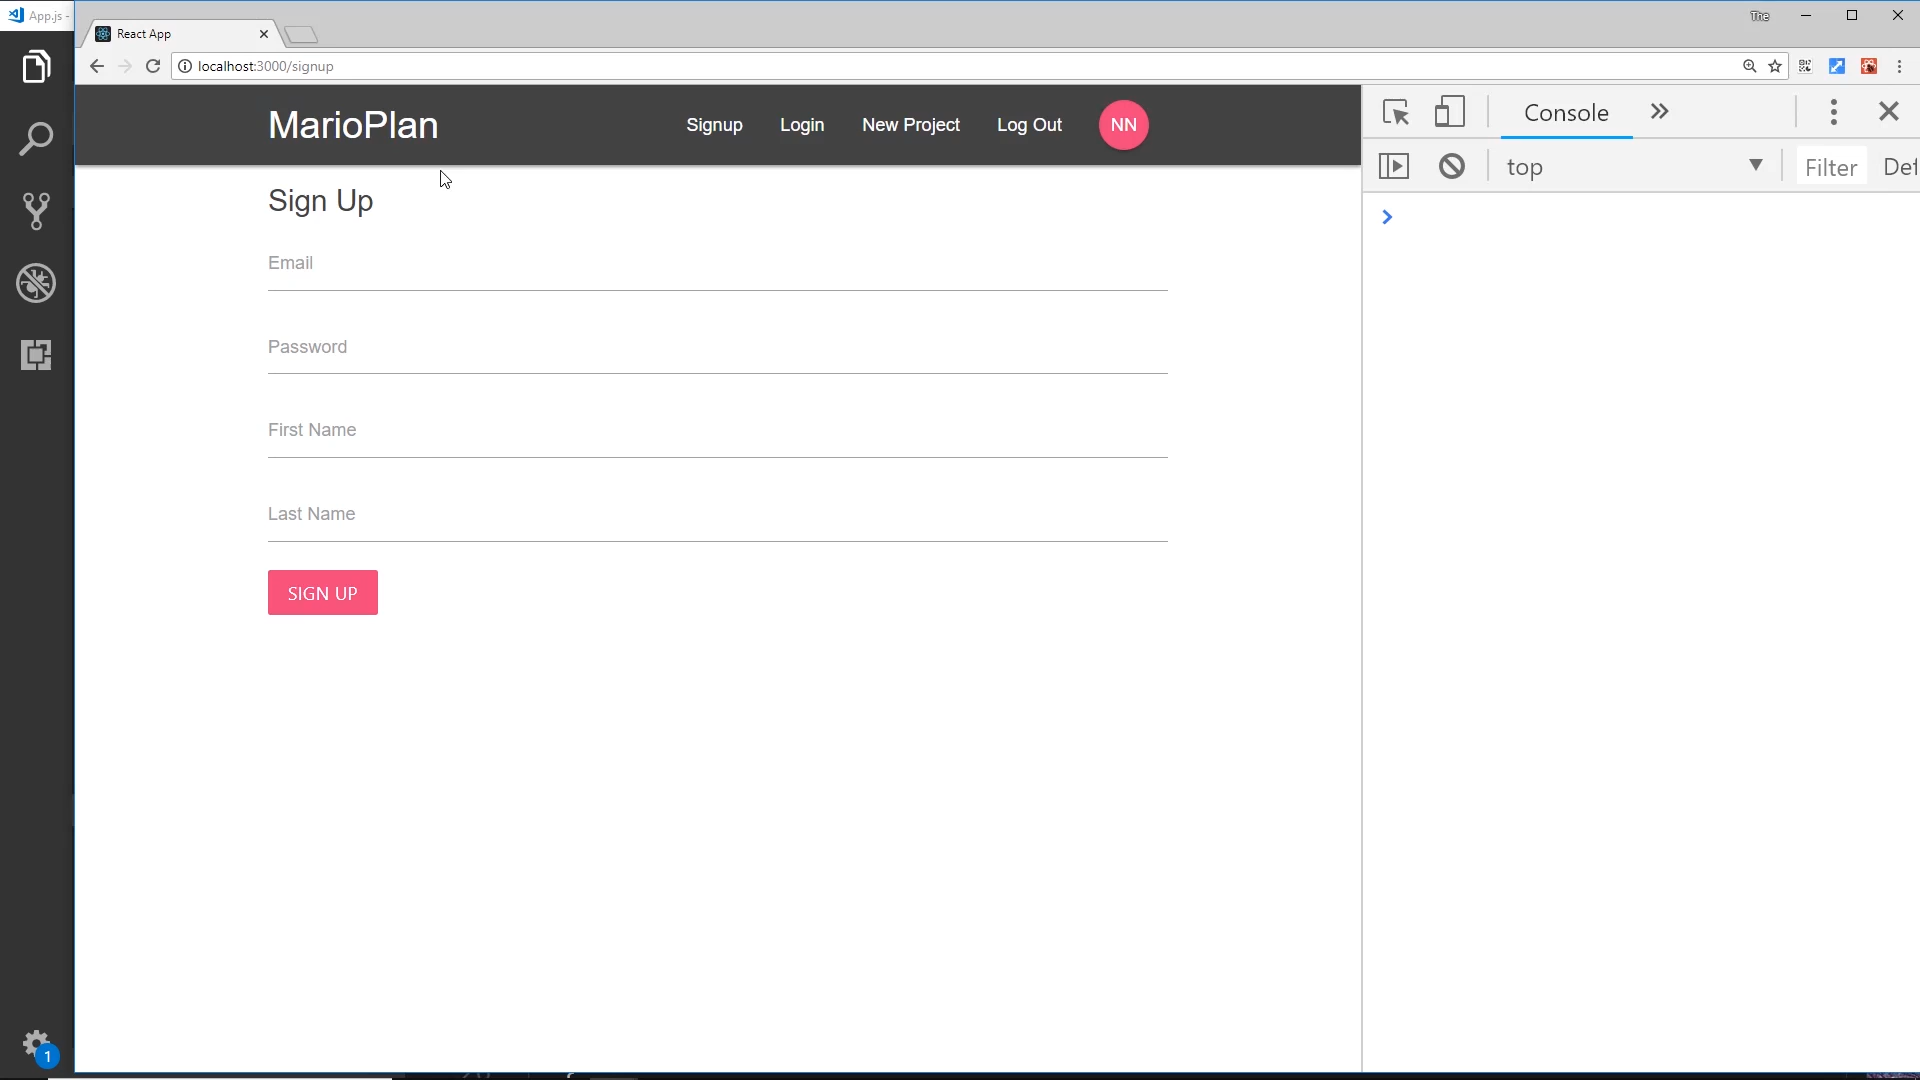 App.js -
React App
The
localhost:3000/signup
MarioPlan
Signup
Login
New Project
Log Out
NN
Console
top
Filter
Def
Sign Up
Email
Password
First Name
Last Name
SIGN UP
1